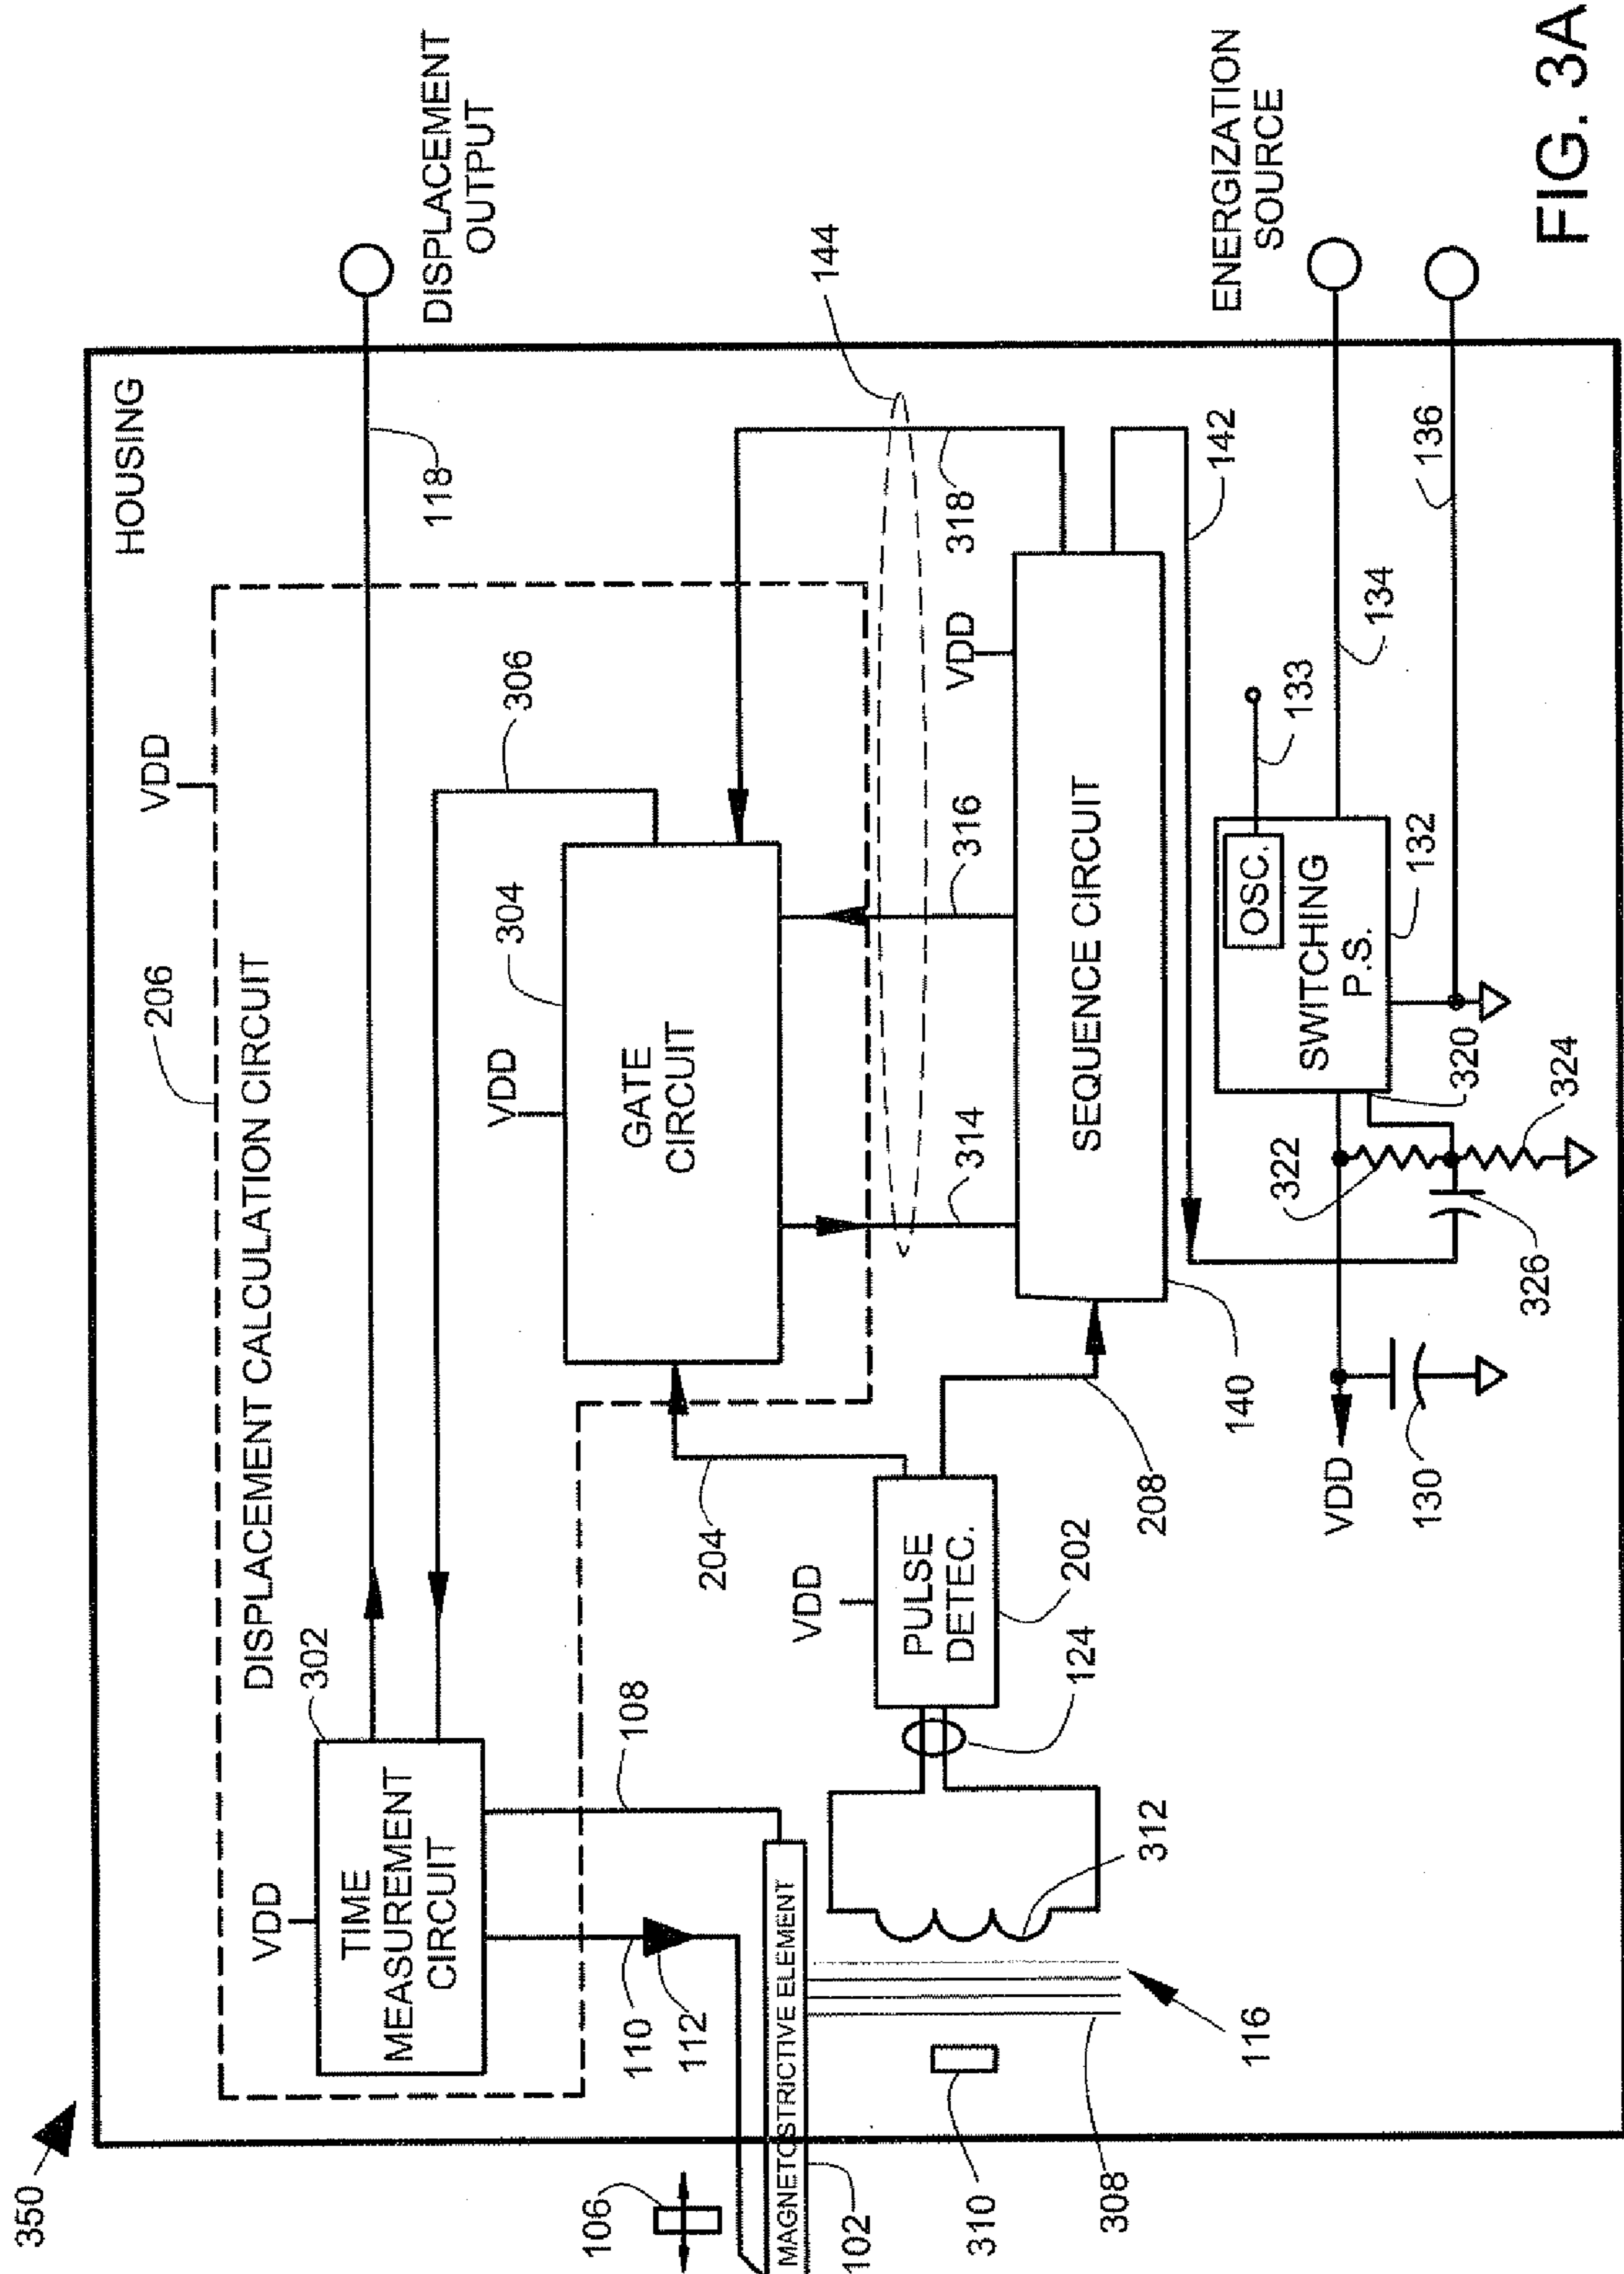 350
HOUSING
VDD
206
DISPLACEMENT CALCULATION CIRCUIT
302
VDD
TIME
MEASUREMENT
CIRCUIT
118
DISPLACEMENT
OUTPUT
306
304
VDD
GATE
CIRCUIT
108
110
112
106
MAGNETOSTRICTIVE ELEMENT
102
204
VDD
PULSE
DETEC.
202
124
208
314
316
318
144
VDD
SEQUENCE CIRCUIT
140
142
312
310
308
116
ENERGIZATION
SOURCE
133
134
136
OSC.
SWITCHING
P.S.
132
320
322
324
326
VDD
130
FIG. 3A